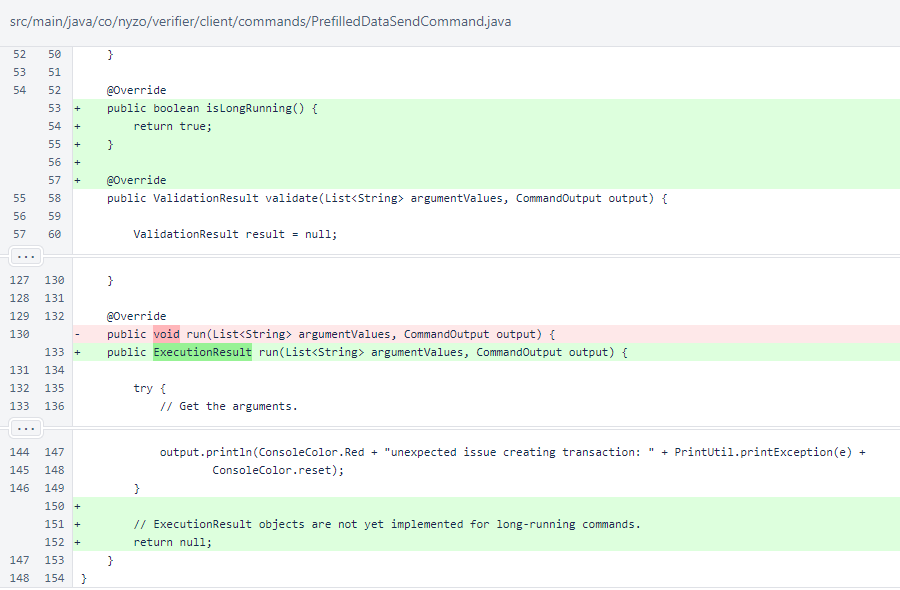 src/main/java/co/nyzo/verifier/client/commands/PrefilledDataSendCommand.java
52 50 }
53 51
54 52 @Override
53 + public boolean isLongRunning() {
54 + return true;
55 + }
56 +
57 + @Override
55 58 public ValidationResult validate(List<String> argumentValues, CommandOutput output) {
56 59
57 60 ValidationResult result = null;
...
127 130 }
128 131
129 132 @Override
130 - public void run(List<String> argumentValues, CommandOutput output) {
133 + public ExecutionResult run(List<String> argumentValues, CommandOutput output) {
131 134
132 135 try {
133 136 // Get the arguments.
...
144 147 output.println(ConsoleColor.Red + "unexpected issue creating transaction: " + PrintUtil.printException(e) +
145 148 ConsoleColor.reset);
146 149 }
150 +
151 + // ExecutionResult objects are not yet implemented for long-running commands.
152 + return null;
147 153 }
148 154 }